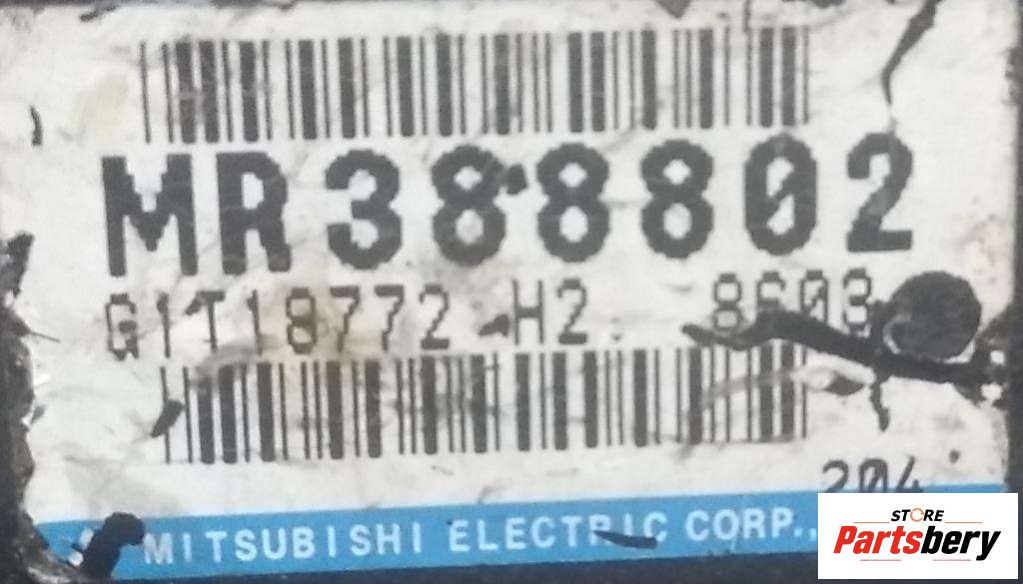 MR388802
G1T18772 H2 8603
204
MITSUBISHI ELECTRIC CORP.,
STORE
Partsbery